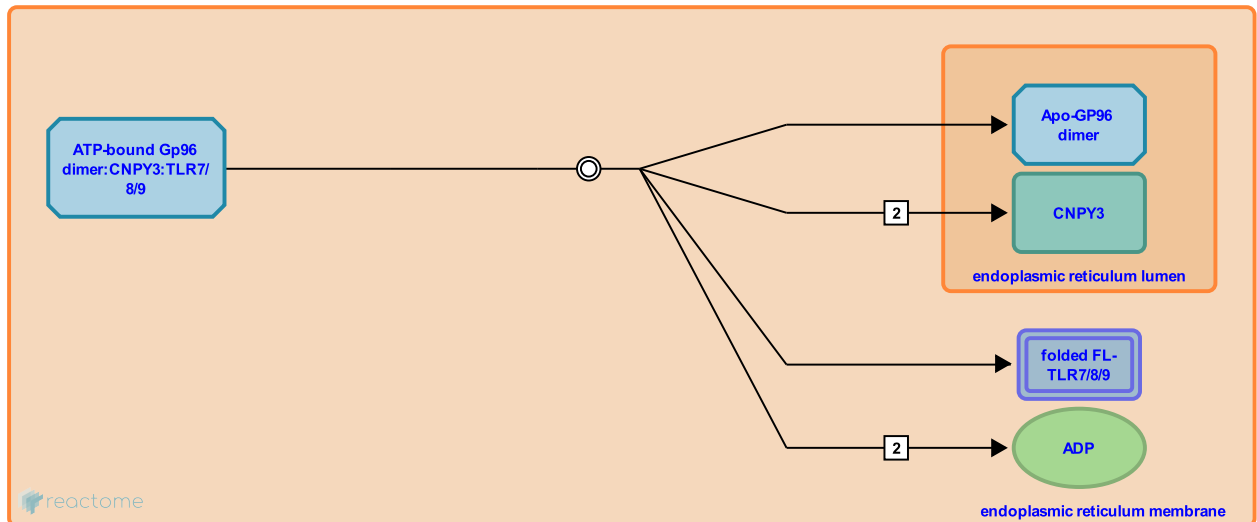 ATP-bound Gp96
dimer:CNPY3:TLR7/
8/9
Apo-GP96
dimer
2
CNPY3
endoplasmic reticulum lumen
folded FL-
TLR7/8/9
2
ADP
reactome
endoplasmic reticulum membrane